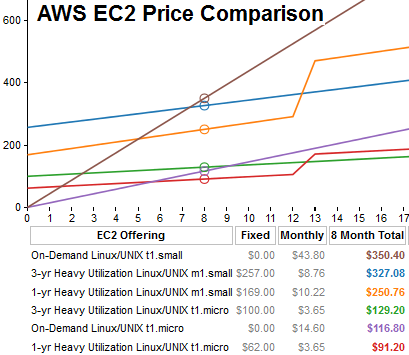 AWS EC2 Price Comparison
600
400
200
0
0 1 2 3 4 5 6 7 8 9 10 11 12 13 14 15 16 17
EC2 Offering Fixed Monthly 8 Month Total
On-Demand Linux/UNIX t1.small $0.00 $43.80 $350.40
3-yr Heavy Utilization Linux/UNIX m1.small $257.00 $8.76 $327.08
1-yr Heavy Utilization Linux/UNIX m1.small $169.00 $10.22 $250.76
3-yr Heavy Utilization Linux/UNIX t1.micro $100.00 $3.65 $129.20
On-Demand Linux/UNIX t1.micro $0.00 $14.60 $116.80
1-yr Heavy Utilization Linux/UNIX t1.micro $62.00 $3.65 $91.20